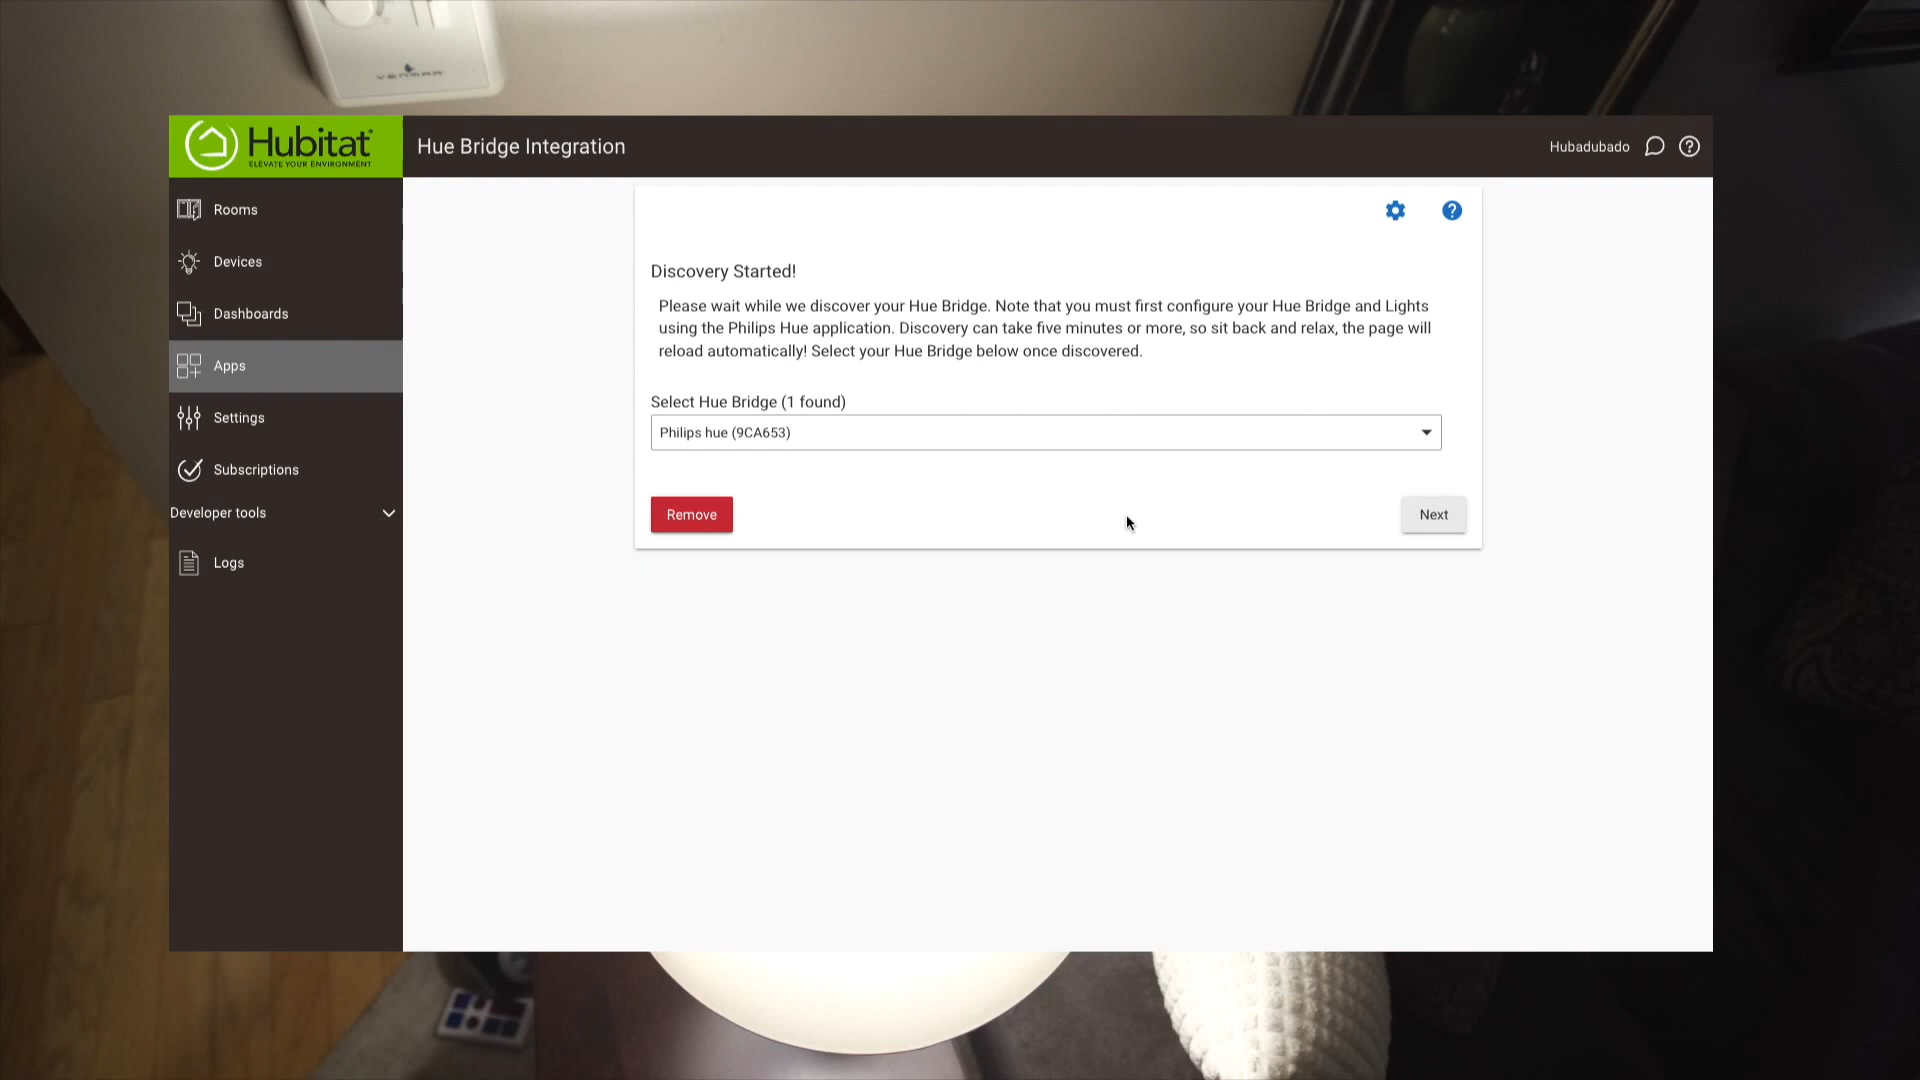 VENMAR
Hubitat
ELEVATE YOUR ENVIRONMENT
Hue Bridge Integration
Hubadubado
Rooms
Devices
Dashboards
Apps
Settings
Subscriptions
Developer tools
Logs
Discovery Started!
Please wait while we discover your Hue Bridge. Note that you must first configure your Hue Bridge and Lights
using the Philips Hue application. Discovery can take five minutes or more, so sit back and relax, the page will
reload automatically! Select your Hue Bridge below once discovered.
Select Hue Bridge (1 found)
Philips hue (9CA653)
Remove
Next